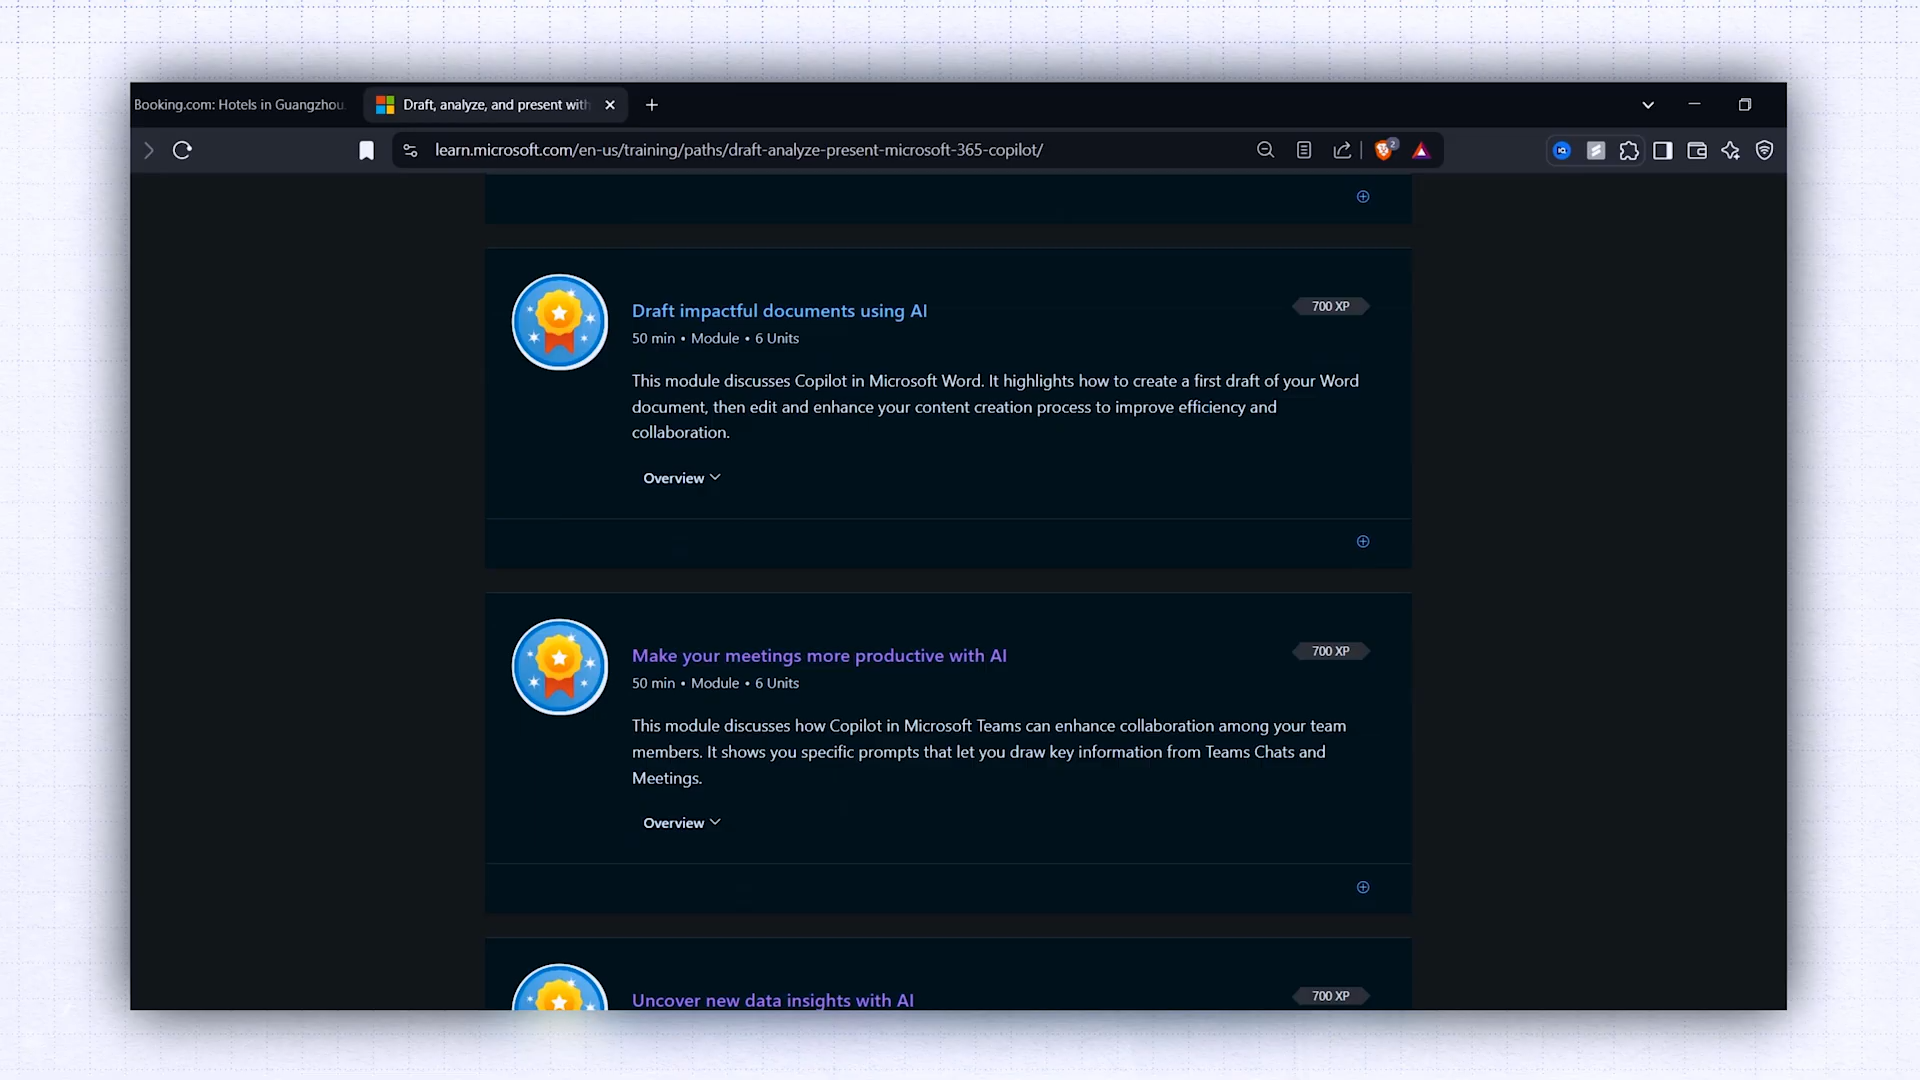 Booking.com: Hotels in Guangzhou.
Draft, analyze, and present with
learn.microsoft.com/en-us/training/paths/draft-analyze-present-microsoft-365-copilot/
2
Draft impactful documents using AI
700 XP
50 min • Module • 6 Units
This module discusses Copilot in Microsoft Word. It highlights how to create a first draft of your Word
document, then edit and enhance your content creation process to improve efficiency and
collaboration.
Overview
Make your meetings more productive with AI
700 XP
50 min • Module • 6 Units
This module discusses how Copilot in Microsoft Teams can enhance collaboration among your team
members. It shows you specific prompts that let you draw key information from Teams Chats and
Meetings.
Overview
Uncover new data insights with AI
700 XP